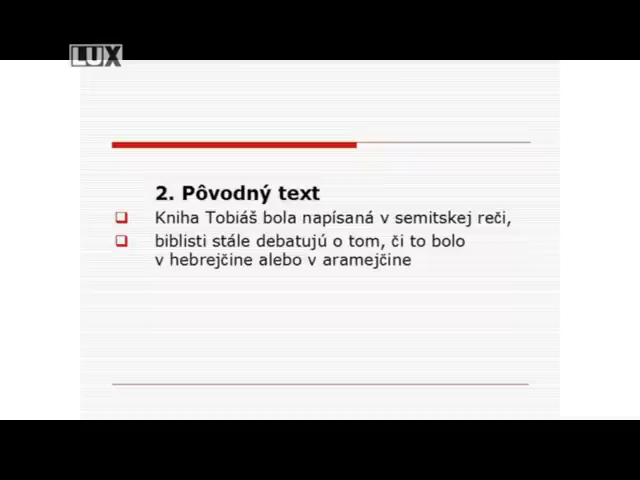 LUX
2. Pôvodný text
Kniha Tobiáš bola napísaná v semitskej reči,
biblisti stále debatujú o tom, či to bolo
v hebrejčine alebo v aramejčine